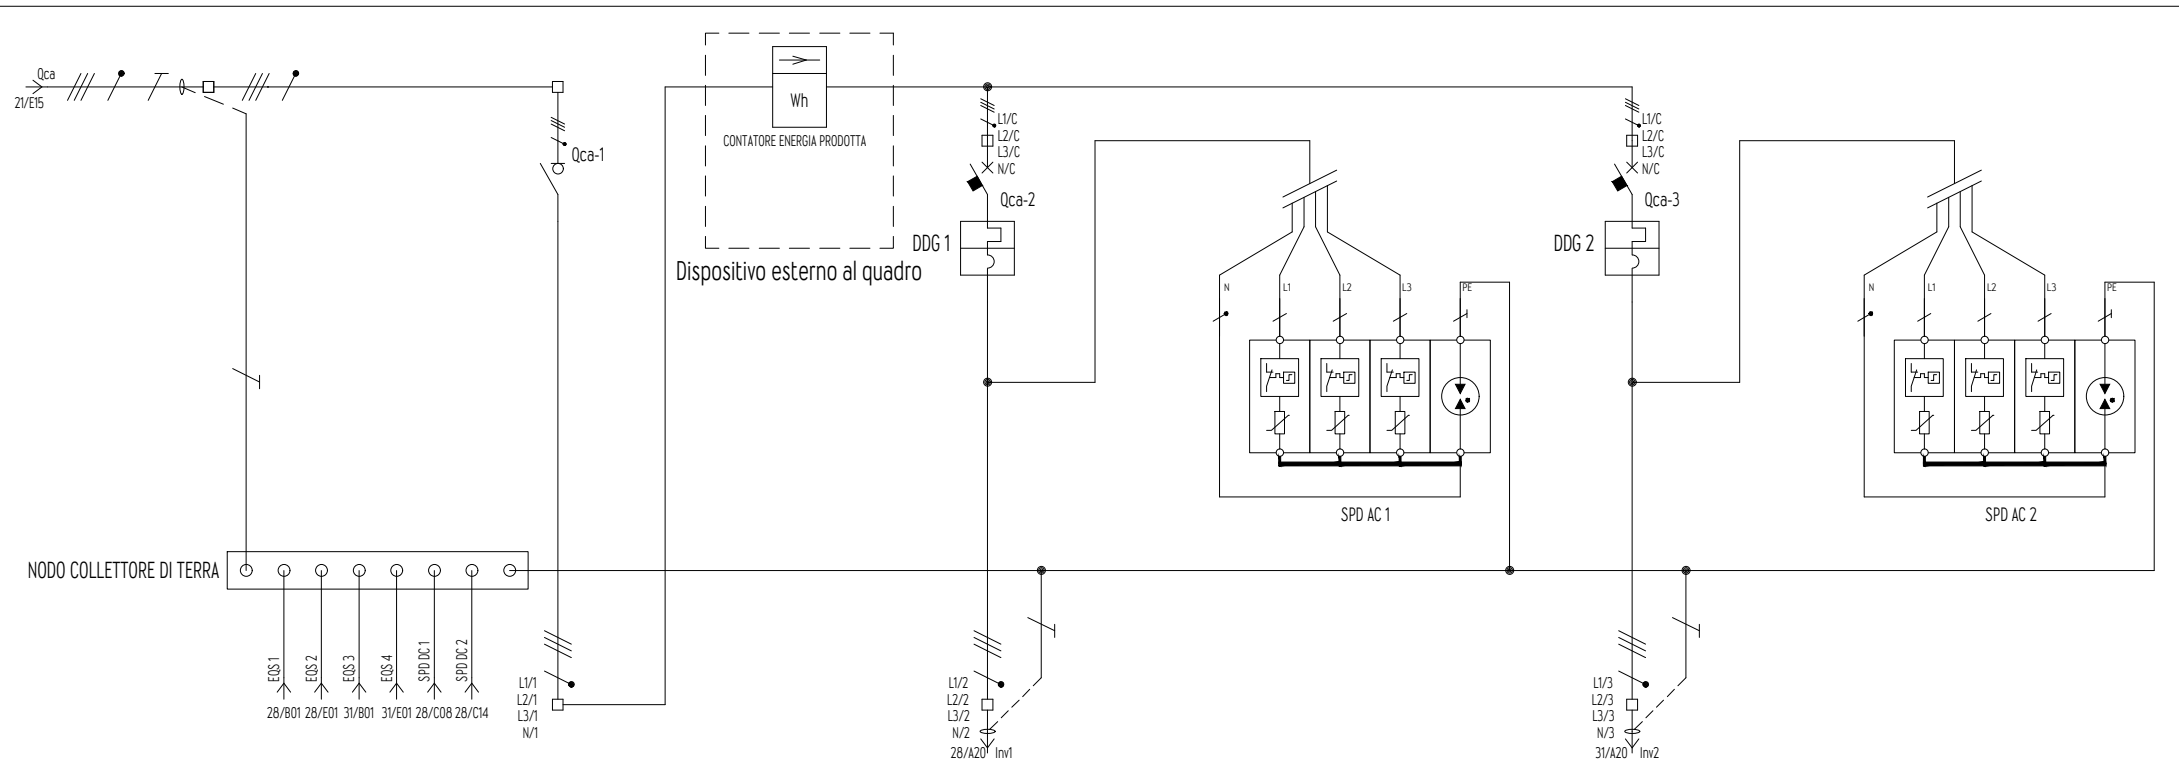 Qca
21/E15
Wh
CONTATORE ENERGIA PRODOTTA
Dispositivo esterno al quadro
Qca-1
L1/C
L2/C
L3/C
N/C
Qca-2
DDG 1
N
L1
L2
L3
PE
SPD AC 1
L1/C
L2/C
L3/C
N/C
Qca-3
DDG 2
N
L1
L2
L3
PE
SPD AC 2
NODO COLLETTORE DI TERRA
EQS 1
EQS 2
EQS 3
EQS 4
SPD DC 1
SPD DC 2
28/B01 28/E01 31/B01 31/E01 28/C08 28/C14
L1/1
L2/1
L3/1
N/1
L1/2
L2/2
L3/2
N/2
28/A20 Inv1
L1/3
L2/3
L3/3
N/3
31/A20 Inv2